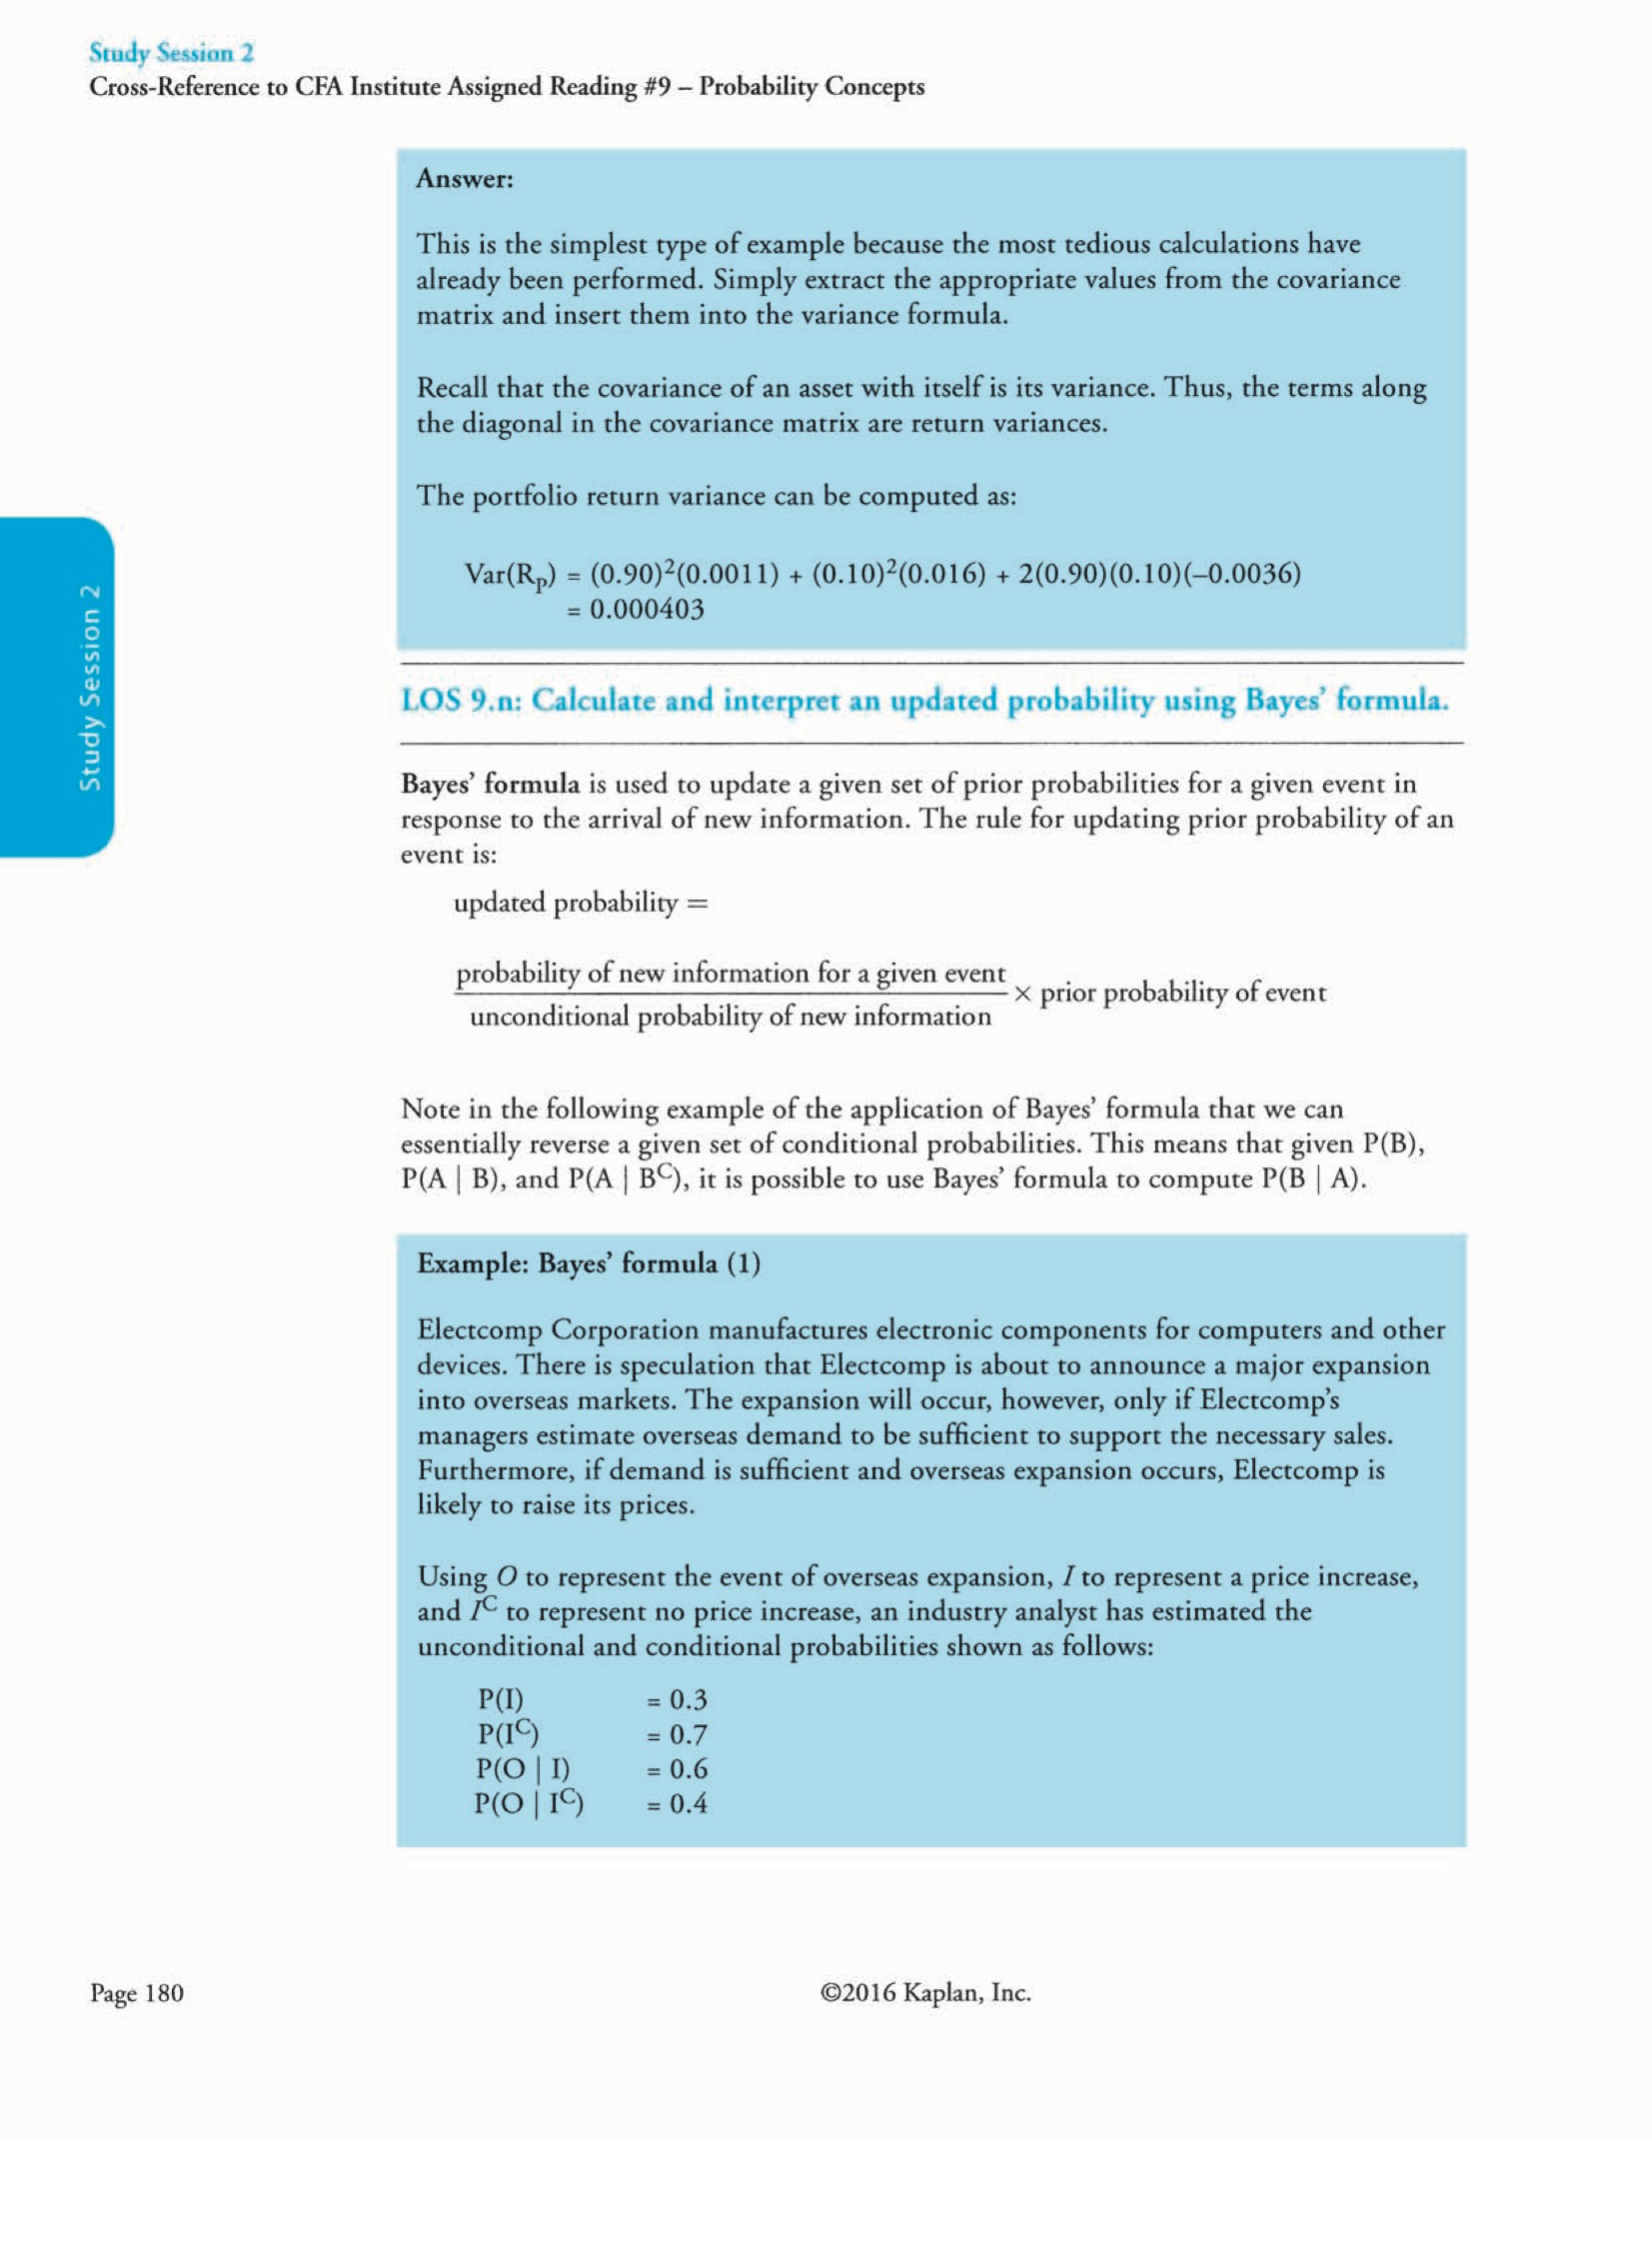 Study Session 2
Cross-Reference to CFA Institute Assigned Reading #9 – Probability Concepts
Answer:
This is the simplest type of example because the most tedious calculations have
already been performed. Simply extract the appropriate values from the covariance
matrix and insert them into the variance formula.
Recall that the covariance of an asset with itself is its variance. Thus, the terms along
the diagonal in the covariance matrix are return variances.
The portfolio return variance can be computed as:
Var(Rp) = (0.90)²(0.0011) + (0.10)²(0.016) + 2(0.90)(0.10)(–0.0036)
= 0.000403
Study Session 2
LOS 9.n: Calculate and interpret an updated probability using Bayes’ formula.
Bayes’ formula is used to update a given set of prior probabilities for a given event in
response to the arrival of new information. The rule for updating prior probability of an
event is:
updated probability =
probability of new information for a given event
unconditional probability of new information
× prior probability of event
Note in the following example of the application of Bayes’ formula that we can
essentially reverse a given set of conditional probabilities. This means that given P(B),
P(A | B), and P(A | Bᶜ), it is possible to use Bayes’ formula to compute P(B | A).
Example: Bayes’ formula (1)
Electcomp Corporation manufactures electronic components for computers and other
devices. There is speculation that Electcomp is about to announce a major expansion
into overseas markets. The expansion will occur, however, only if Electcomp’s
managers estimate overseas demand to be sufficient to support the necessary sales.
Furthermore, if demand is sufficient and overseas expansion occurs, Electcomp is
likely to raise its prices.
Using O to represent the event of overseas expansion, I to represent a price increase,
and Iᶜ to represent no price increase, an industry analyst has estimated the
unconditional and conditional probabilities shown as follows:
P(I) = 0.3
P(Iᶜ) = 0.7
P(O | I) = 0.6
P(O | Iᶜ) = 0.4
Page 180
©2016 Kaplan, Inc.